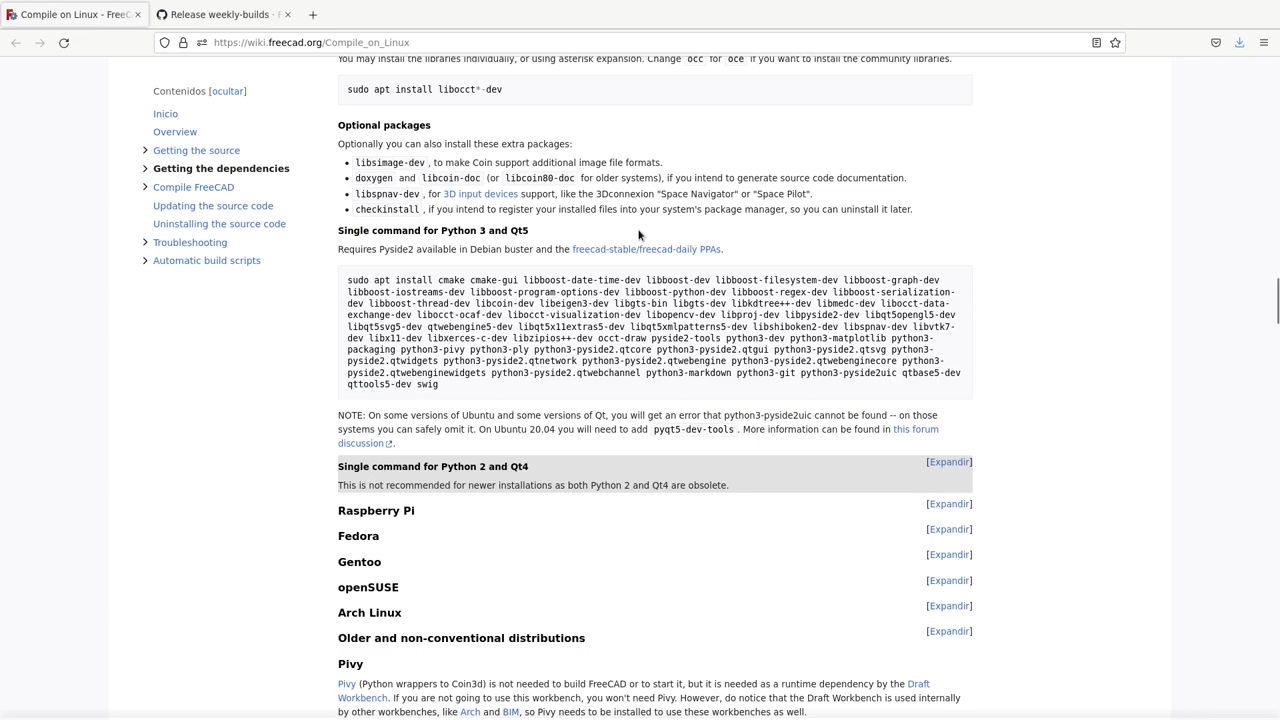 Compile on Linux - FreeC
Release weekly-builds · F
https://wiki.freecad.org/Compile_on_Linux
Contenidos [ocultar]
Inicio
Overview
Getting the source
Getting the dependencies
Compile FreeCAD
Updating the source code
Uninstalling the source code
Troubleshooting
Automatic build scripts
You may install the libraries individually, or using asterisk expansion. Change occ for oce if you want to install the community libraries.
sudo apt install libocct*-dev
Optional packages
Optionally you can also install these extra packages:
• libsimage-dev , to make Coin support additional image file formats.
• doxygen and libcoin-doc (or libcoin80-doc for older systems), if you intend to generate source code documentation.
• libspnav-dev , for 3D input devices support, like the 3Dconnexion "Space Navigator" or "Space Pilot".
• checkinstall , if you intend to register your installed files into your system's package manager, so you can uninstall it later.
Single command for Python 3 and Qt5
Requires Pyside2 available in Debian buster and the freecad-stable/freecad-daily PPAs.
sudo apt install cmake cmake-gui libboost-date-time-dev libboost-dev libboost-filesystem-dev libboost-graph-dev
libboost-iostreams-dev libboost-program-options-dev libboost-python-dev libboost-regex-dev libboost-serialization-
dev libboost-thread-dev libcoin-dev libeigen3-dev libgts-bin libgts-dev libkdtree++-dev libmedc-dev libocct-data-
exchange-dev libocct-ocaf-dev libocct-visualization-dev libopencv-dev libproj-dev libpyside2-dev libqt5opengl5-dev
libqt5svg5-dev qtwebengine5-dev libqt5x11extras5-dev libqt5xmlpatterns5-dev libshiboken2-dev libspnav-dev libvtk7-
dev libx11-dev libxerces-c-dev libzipios++-dev occt-draw pyside2-tools python3-dev python3-matplotlib python3-
packaging python3-pivy python3-ply python3-pyside2.qtcore python3-pyside2.qtgui python3-pyside2.qtsvg python3-
pyside2.qtwidgets python3-pyside2.qtnetwork python3-pyside2.qtwebengine python3-pyside2.qtwebenginecore python3-
pyside2.qtwebenginewidgets python3-pyside2.qtwebchannel python3-markdown python3-git python3-pyside2uic qtbase5-dev
qttools5-dev swig
NOTE: On some versions of Ubuntu and some versions of Qt, you will get an error that python3-pyside2uic cannot be found -- on those
systems you can safely omit it. On Ubuntu 20.04 you will need to add pyqt5-dev-tools . More information can be found in this forum
discussion.
Single command for Python 2 and Qt4 [Expandir]
This is not recommended for newer installations as both Python 2 and Qt4 are obsolete.
Raspberry Pi [Expandir]
Fedora [Expandir]
Gentoo [Expandir]
openSUSE [Expandir]
Arch Linux [Expandir]
Older and non-conventional distributions [Expandir]
Pivy
Pivy (Python wrappers to Coin3d) is not needed to build FreeCAD or to start it, but it is needed as a runtime dependency by the Draft
Workbench. If you are not going to use this workbench, you won't need Pivy. However, do notice that the Draft Workbench is used internally
by other workbenches, like Arch and BIM, so Pivy needs to be installed to use these workbenches as well.